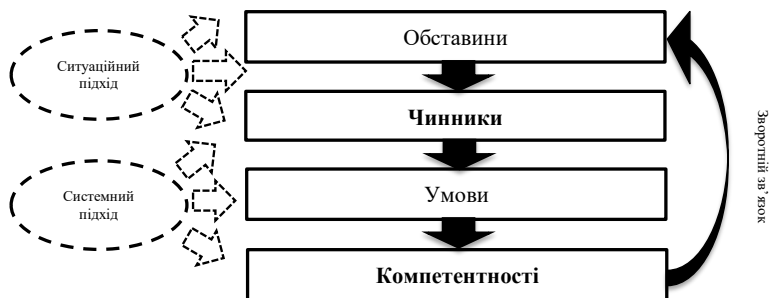 Обставини
Ситуаційний
підхід
Чинники
Умови
Системний
підхід
Компетентності
Зворотній зв’язок